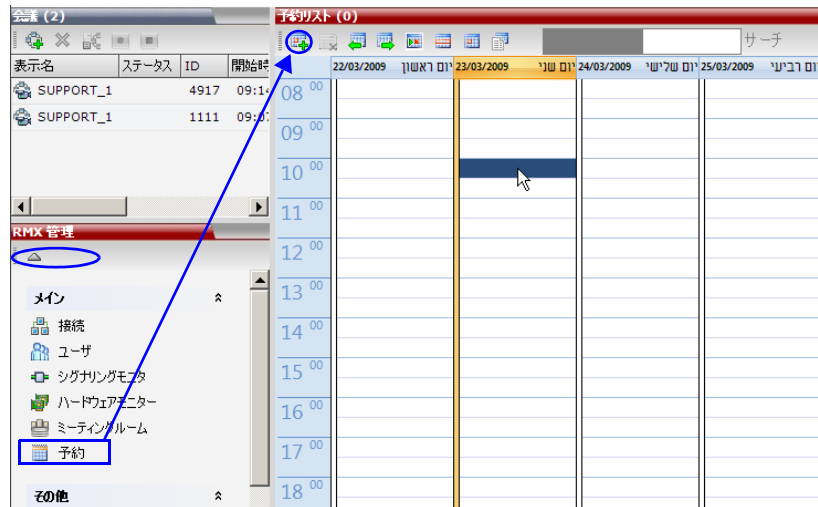 会議 (2)
表示名 ステータス ID 開始時
SUPPORT_1 4917 09:14
SUPPORT_1 1111 09:07
RMX 管理
メイン
接続
ユーザ
シグナリングモニタ
ハードウェアモニター
ミーティングルーム
予約
その他
予約リスト (0)
サーチ
22/03/2009 יום ראשון 23/03/2009 יום שני 24/03/2009 יום שלישי 25/03/2009 יום רביעי
08 00
09 00
10 00
11 00
12 00
13 00
14 00
15 00
16 00
17 00
18 00